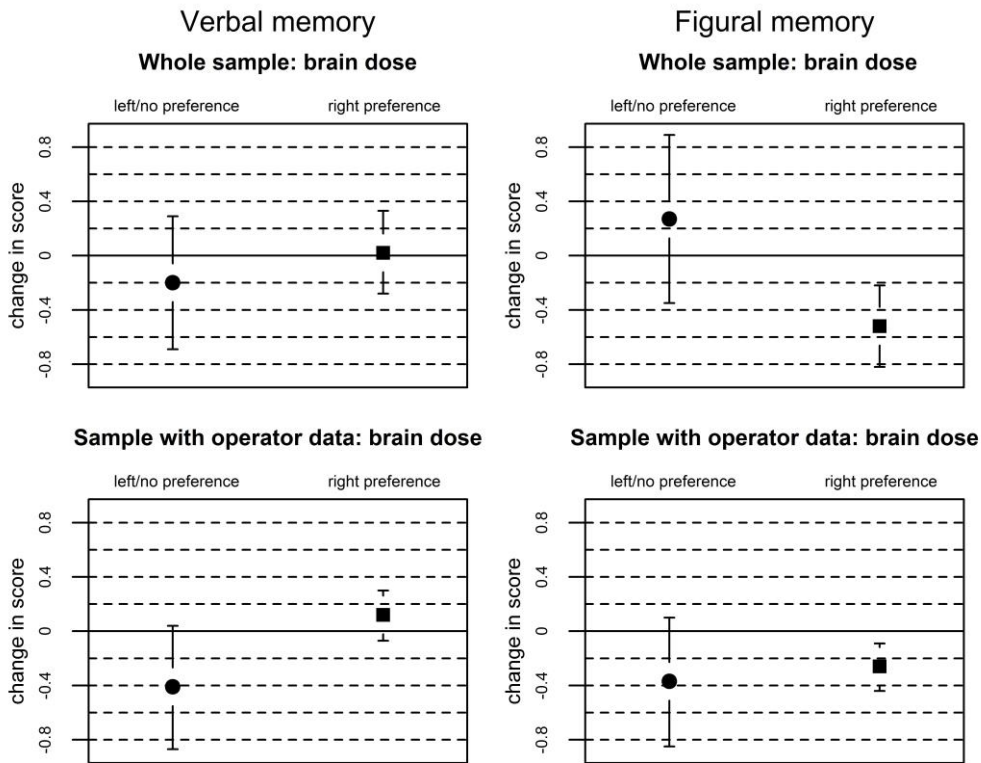 Verbal memory
Whole sample: brain dose
left/no preference right preference
change in score
0.8
0.4
0
-0.4
-0.8
Figural memory
Whole sample: brain dose
left/no preference right preference
change in score
0.8
0.4
0
-0.4
-0.8
Sample with operator data: brain dose
left/no preference right preference
change in score
0.8
0.4
0
-0.4
-0.8
Sample with operator data: brain dose
left/no preference right preference
change in score
0.8
0.4
0
-0.4
-0.8